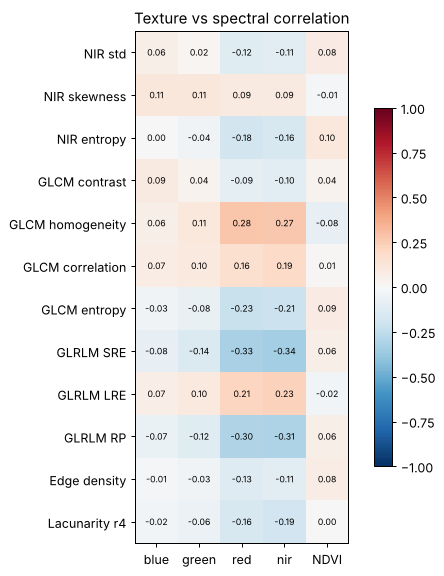 Texture vs spectral correlation
NIR std 0.06 0.02 -0.12 -0.11 0.08
NIR skewness 0.11 0.11 0.09 0.09 -0.01
NIR entropy 0.00 -0.04 -0.18 -0.16 0.10
GLCM contrast 0.09 0.04 -0.09 -0.10 0.04
GLCM homogeneity 0.06 0.11 0.28 0.27 -0.08
GLCM correlation 0.07 0.10 0.16 0.19 0.01
GLCM entropy -0.03 -0.08 -0.23 -0.21 0.09
GLRLM SRE -0.08 -0.14 -0.33 -0.34 0.06
GLRLM LRE 0.07 0.10 0.21 0.23 -0.02
GLRLM RP -0.07 -0.12 -0.30 -0.31 0.06
Edge density -0.01 -0.03 -0.13 -0.11 0.08
Lacunarity r4 -0.02 -0.06 -0.16 -0.19 0.00
blue green red nir NDVI
1.00
0.75
0.50
0.25
0.00
−0.25
−0.50
−0.75
−1.00